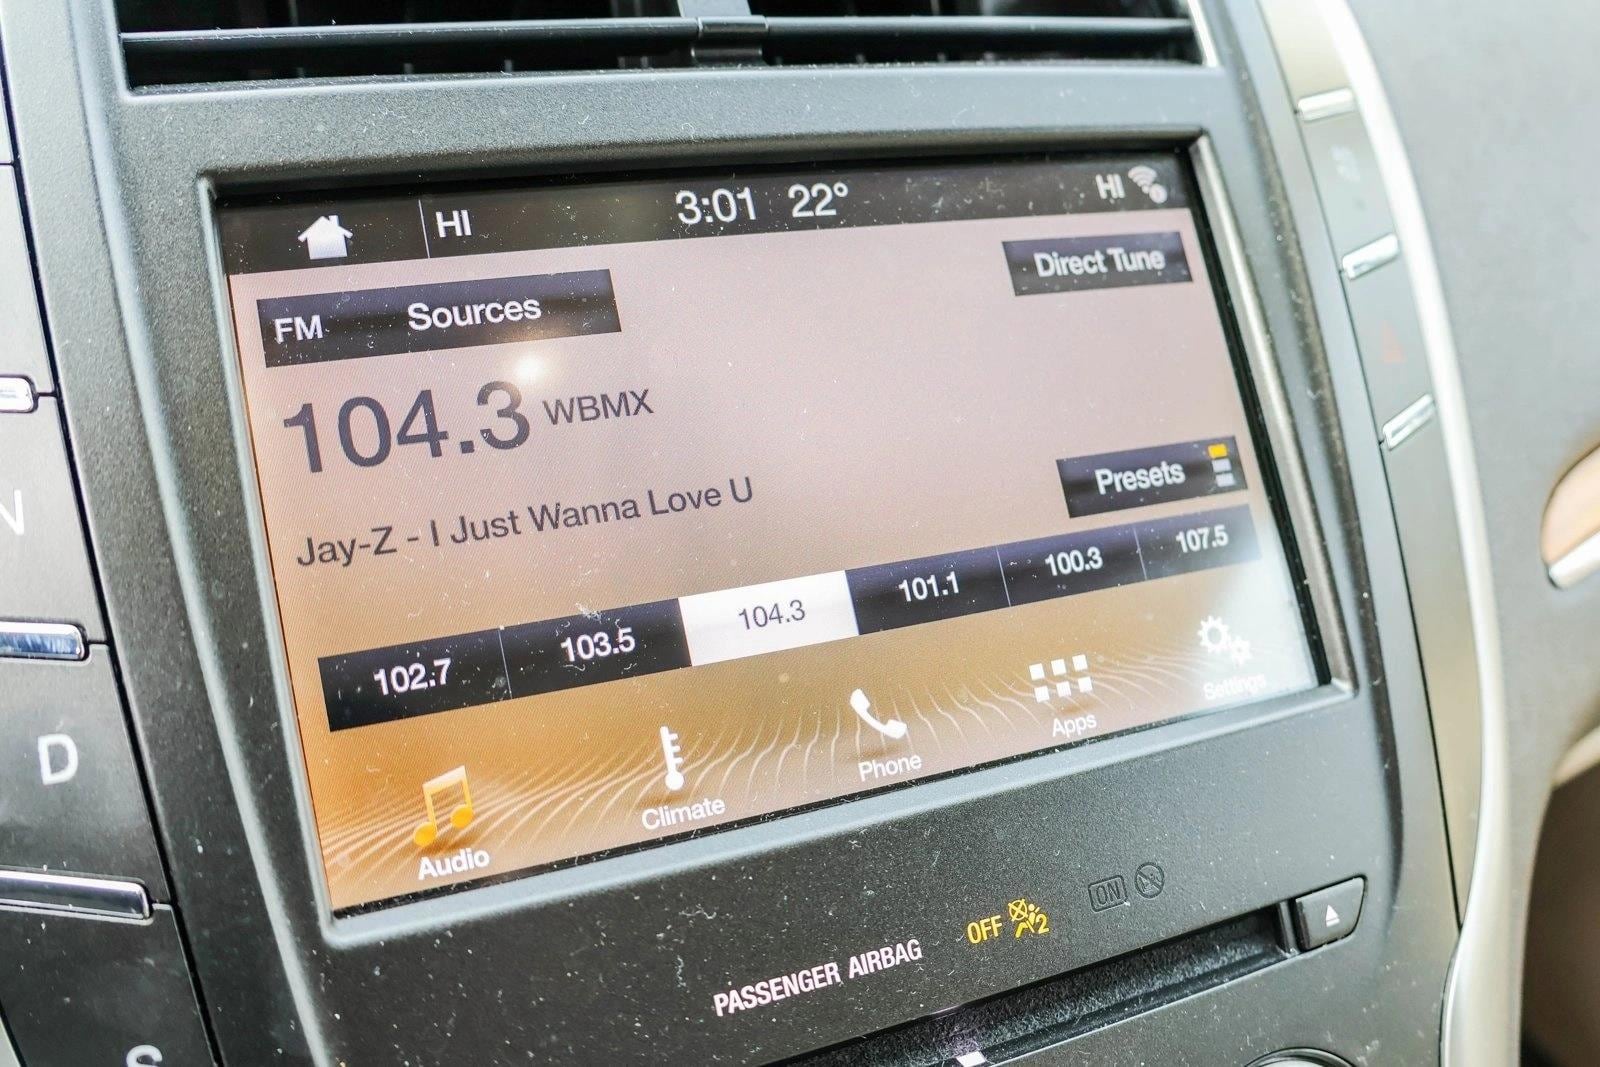 HI 3:01 22° HI
FM Sources
Direct Tune
104.3 WBMX
Jay-Z - I Just Wanna Love U
Presets
102.7 103.5 104.3 101.1 100.3 107.5
Audio Climate Phone Apps Settings
PASSENGER AIRBAG OFF 2 ON
N
D
S